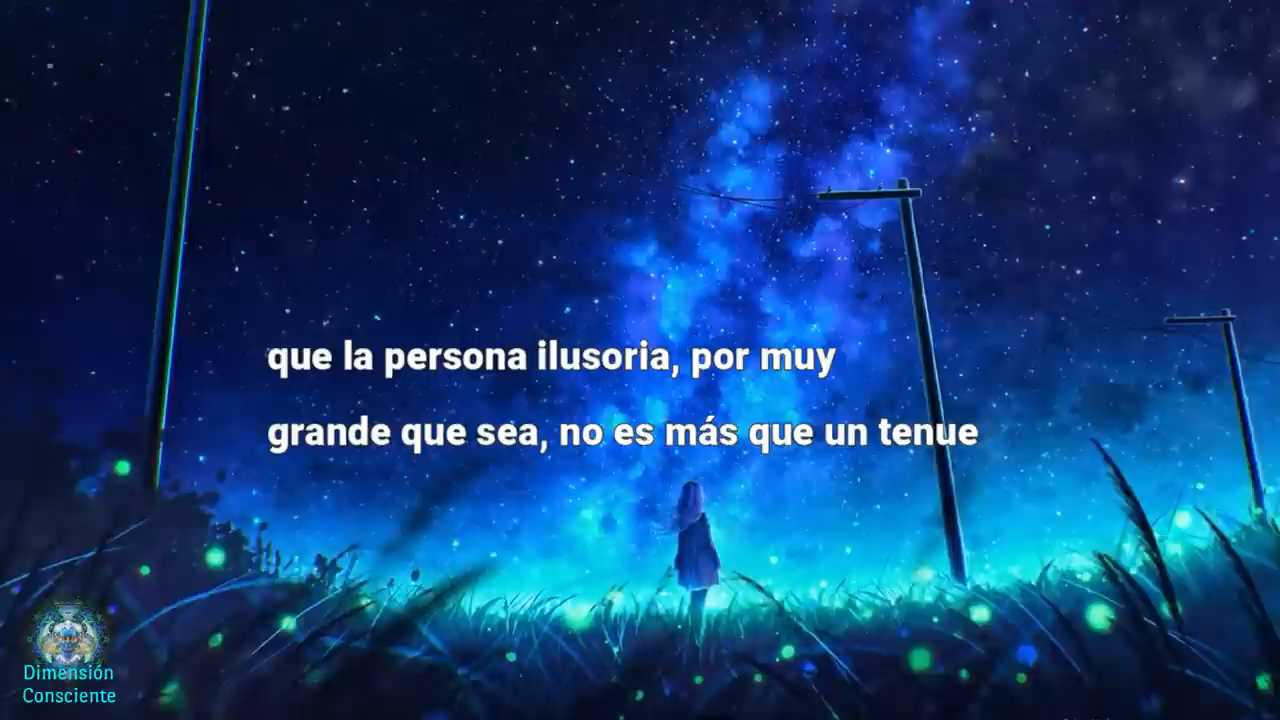 que la persona ilusoria, por muy
grande que sea, no es más que un tenue
Dimensión
Consciente